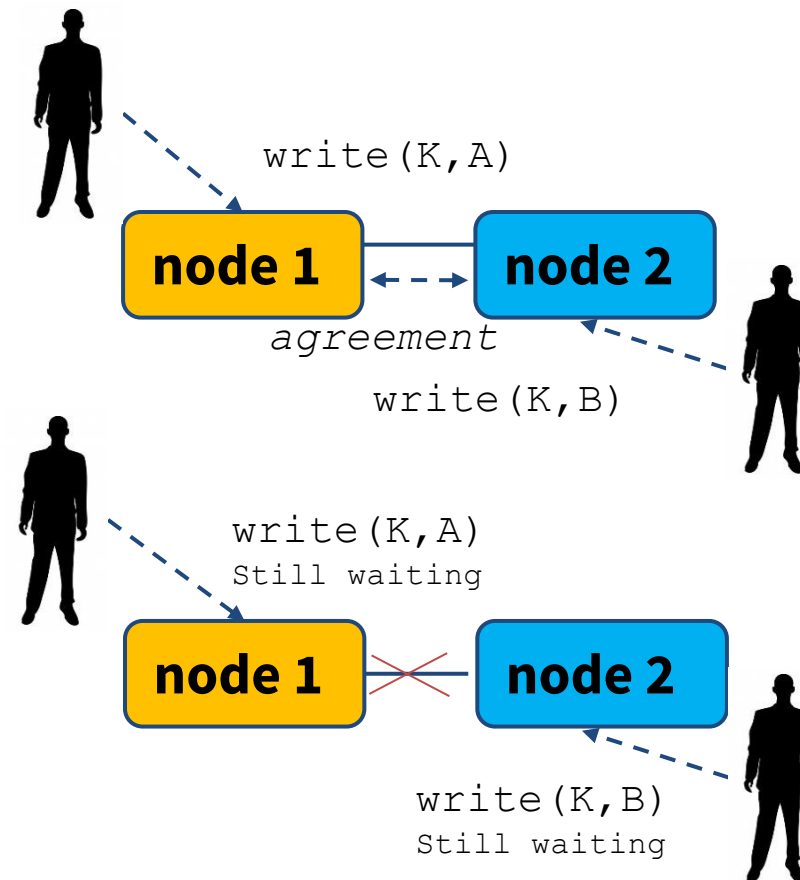 write(K,A)
node 1
node 2
agreement
write(K,B)
write(K,A)
Still waiting
node 1
node 2
write(K,B)
Still waiting